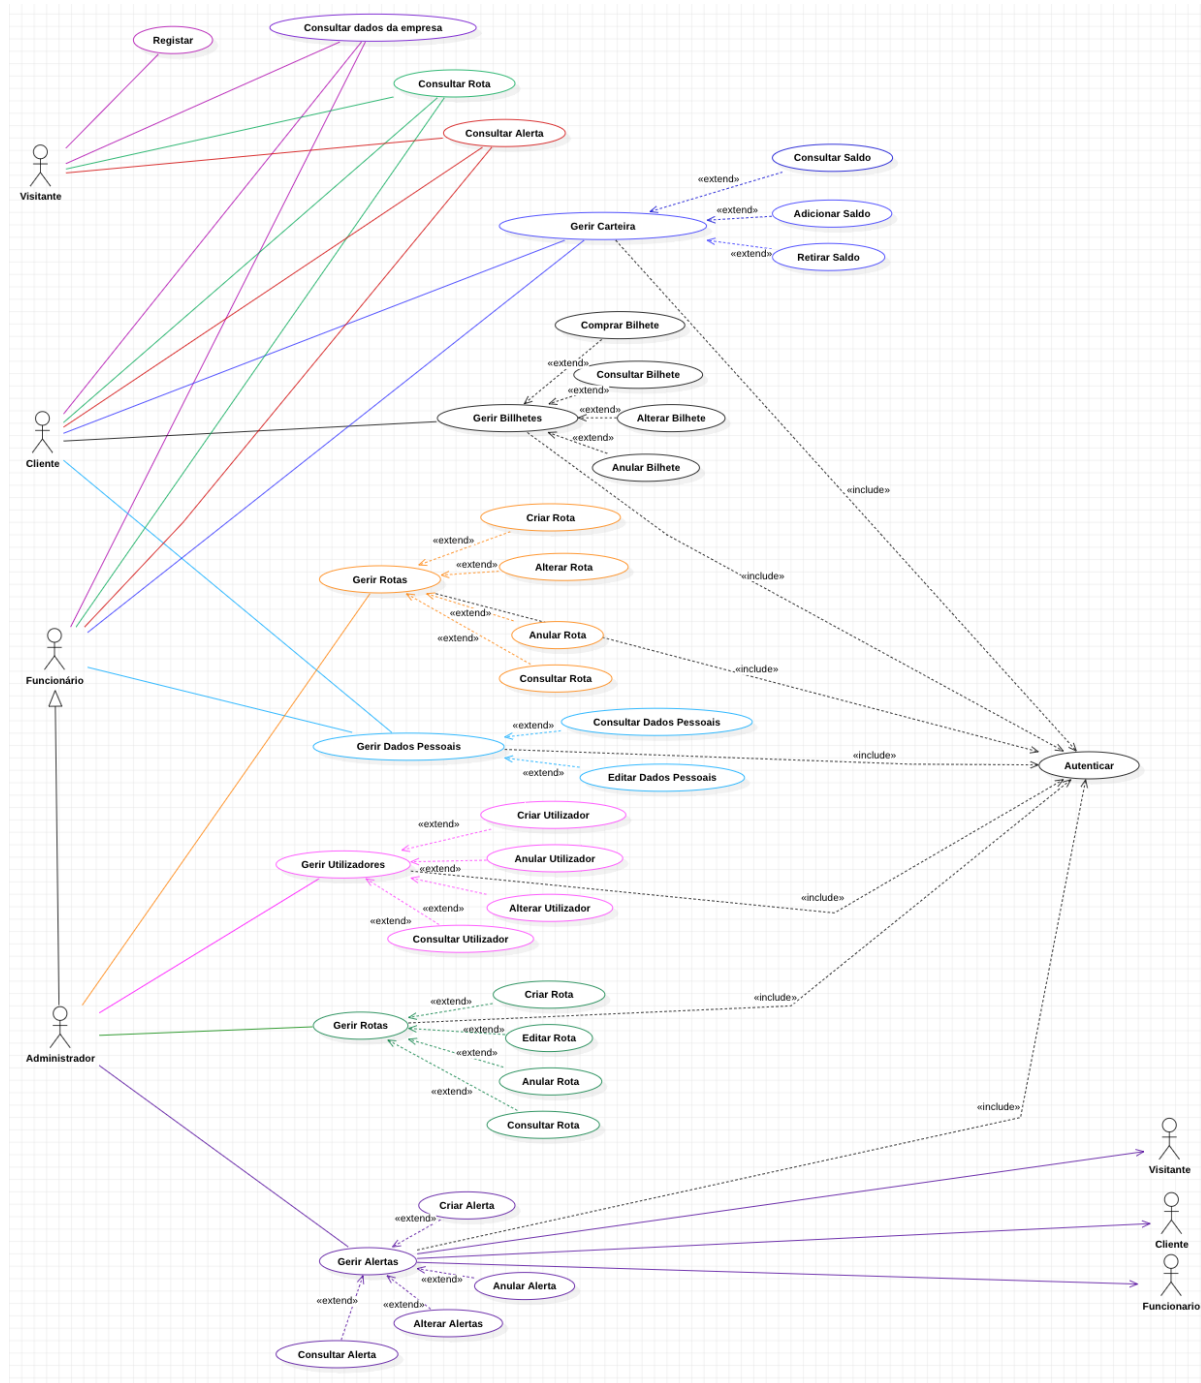 Consultar dados da empresa
Registar
Consultar Rota
Consultar Alerta
Visitante
Consultar Saldo
«extend»
Adicionar Saldo
«extend»
Gerir Carteira
Retirar Saldo
«extend»
Comprar Bilhete
«extend»
Consultar Bilhete
«extend»
Gerir Billhetes
«extend»
Alterar Bilhete
«extend»
Anular Bilhete
Cliente
«include»
Criar Rota
«extend»
Alterar Rota
«extend»
Gerir Rotas
«include»
«extend»
Anular Rota
«extend»
«include»
Consultar Rota
Funcionário
Consultar Dados Pessoais
«extend»
Gerir Dados Pessoais
«include»
Autenticar
«extend»
Editar Dados Pessoais
Criar Utilizador
«extend»
Anular Utilizador
Gerir Utilizadores
«extend»
«include»
Alterar Utilizador
«extend»
«extend»
Consultar Utilizador
Criar Rota
«extend»
«include»
Gerir Rotas
«extend»
Editar Rota
«extend»
Administrador
Anular Rota
«extend»
Consultar Rota
«include»
Visitante
Criar Alerta
«extend»
Cliente
Gerir Alertas
«extend»
Anular Alerta
«extend»
«extend»
Funcionario
Alterar Alertas
Consultar Alerta